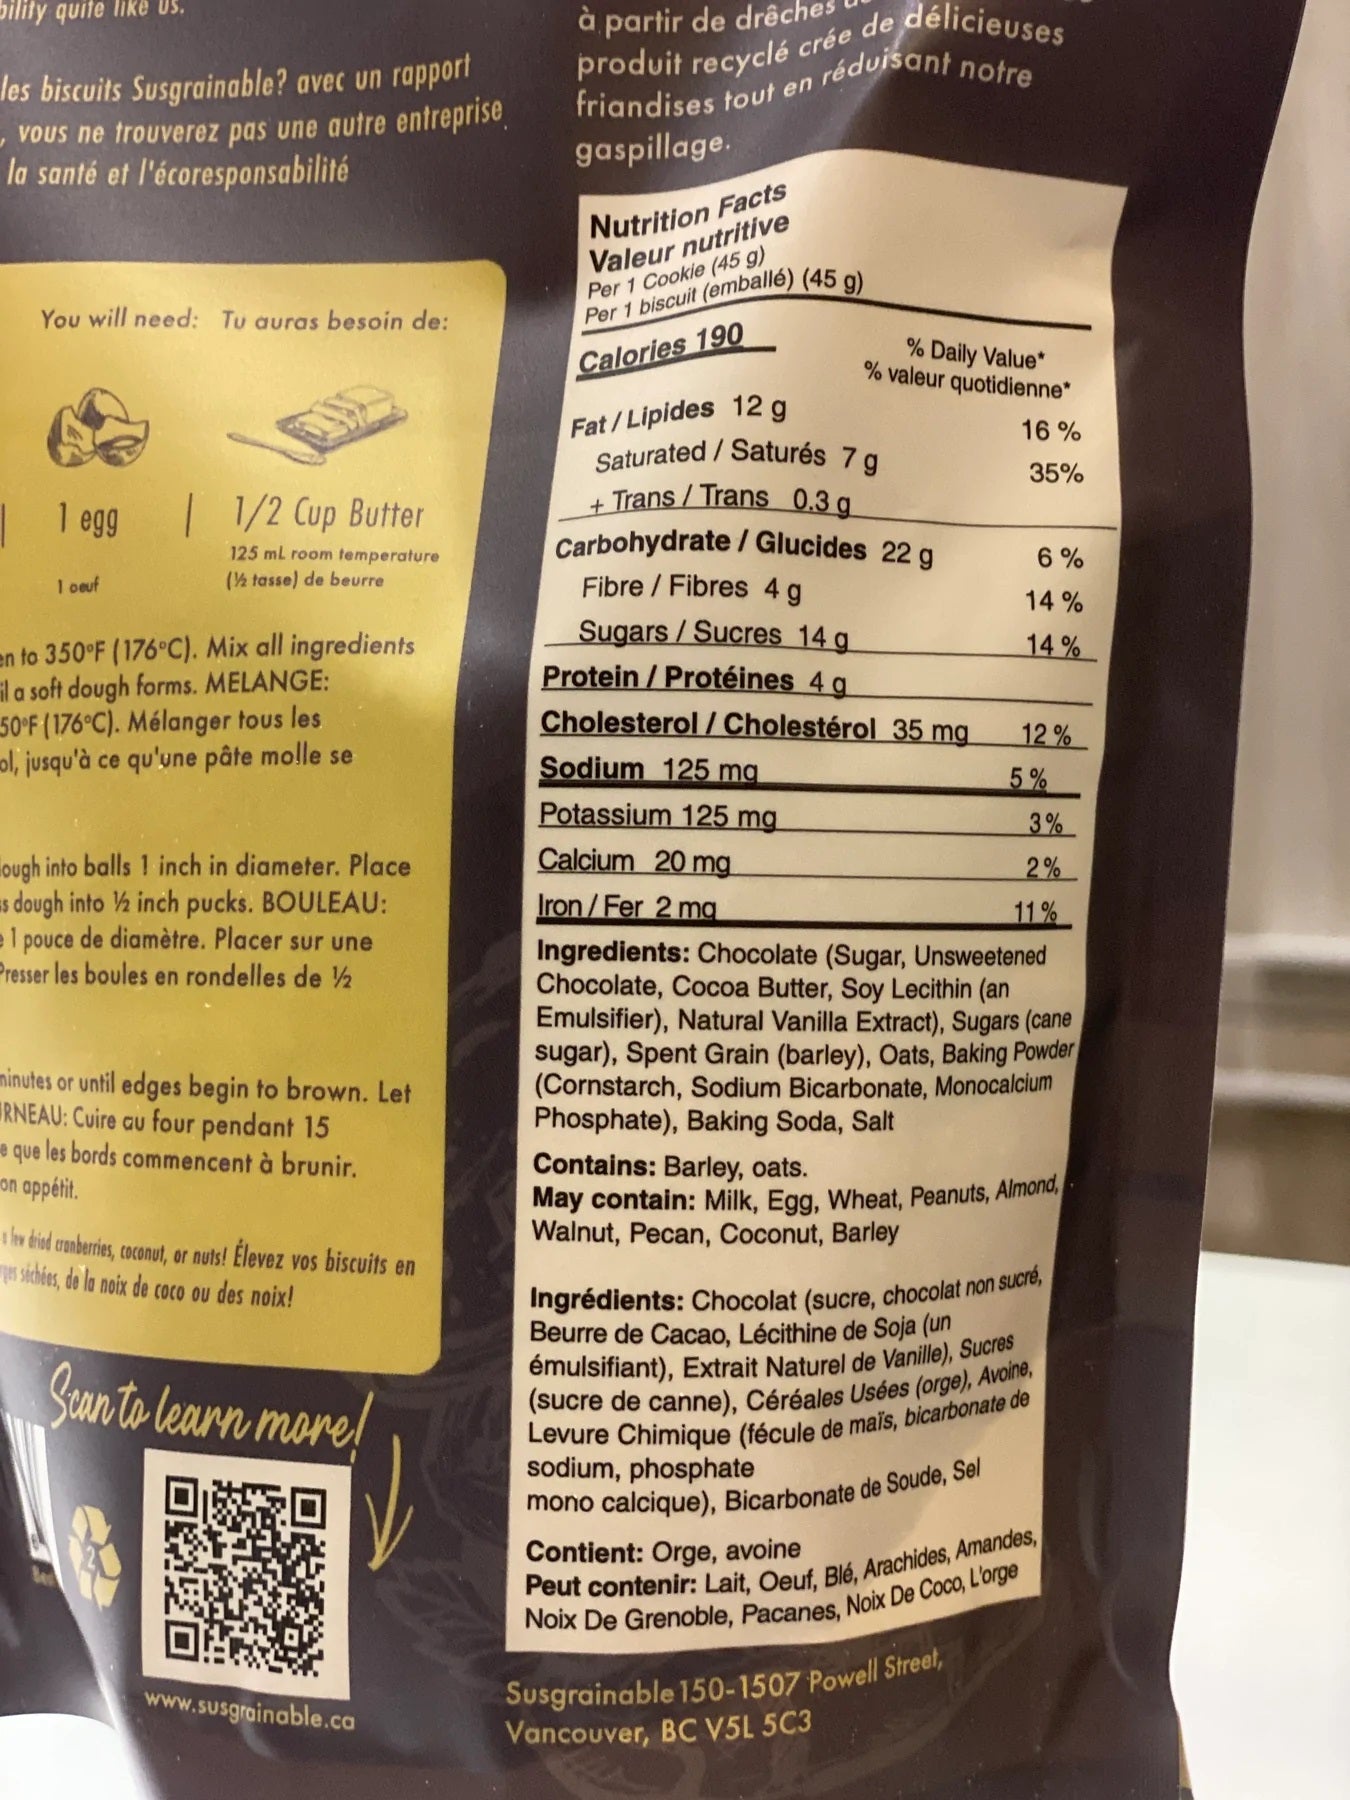 bility quite like us.
les biscuits Susgrainable? avec un rapport
, vous ne trouverez pas une autre entreprise
la santé et l'écoresponsabilité
You will need: Tu auras besoin de:
1 egg | 1/2 Cup Butter
125 mL room temperature
1 oeuf
(½ tasse) de beurre
en to 350°F (176°C). Mix all ingredients
il a soft dough forms. MELANGE:
50°F (176°C). Mélanger tous les
ol, jusqu'à ce qu'une pâte molle se
dough into balls 1 inch in diameter. Place
ss dough into ½ inch pucks. BOULEAU:
e 1 pouce de diamètre. Placer sur une
Presser les boules en rondelles de ½
minutes or until edges begin to brown. Let
URNEAU: Cuire au four pendant 15
e que les bords commencent à brunir.
on appétit.
a few dried cranberries, coconut, or nuts! Élevez vos biscuits en
séchées, de la noix de coco ou des noix!
Scan to learn more!
2
www.susgrainable.ca
à partir de drêches
produit recyclé crée de délicieuses
friandises tout en réduisant notre
gaspillage.
Nutrition Facts
Valeur nutritive
Per 1 Cookie (45 g)
Per 1 biscuit (emballé) (45 g)
Calories 190
% Daily Value*
% valeur quotidienne*
Fat / Lipides 12 g 16 %
Saturated / Saturés 7 g 35%
+ Trans / Trans 0.3 g
Carbohydrate / Glucides 22 g 6 %
Fibre / Fibres 4 g 14 %
Sugars / Sucres 14 g 14 %
Protein / Protéines 4 g
Cholesterol / Cholestérol 35 mg 12 %
Sodium 125 mg 5 %
Potassium 125 mg 3 %
Calcium 20 mg 2 %
Iron / Fer 2 mg 11 %
Ingredients: Chocolate (Sugar, Unsweetened
Chocolate, Cocoa Butter, Soy Lecithin (an
Emulsifier), Natural Vanilla Extract), Sugars (cane
sugar), Spent Grain (barley), Oats, Baking Powder
(Cornstarch, Sodium Bicarbonate, Monocalcium
Phosphate), Baking Soda, Salt
Contains: Barley, oats.
May contain: Milk, Egg, Wheat, Peanuts, Almond,
Walnut, Pecan, Coconut, Barley
Ingrédients: Chocolat (sucre, chocolat non sucré,
Beurre de Cacao, Lécithine de Soja (un
émulsifiant), Extrait Naturel de Vanille), Sucres
(sucre de canne), Céréales Usées (orge), Avoine,
Levure Chimique (fécule de maïs, bicarbonate de
sodium, phosphate
mono calcique), Bicarbonate de Soude, Sel
Contient: Orge, avoine
Peut contenir: Lait, Oeuf, Blé, Arachides, Amandes,
Noix De Grenoble, Pacanes, Noix De Coco, L'orge
Susgrainable 150-1507 Powell Street,
Vancouver, BC V5L 5C3